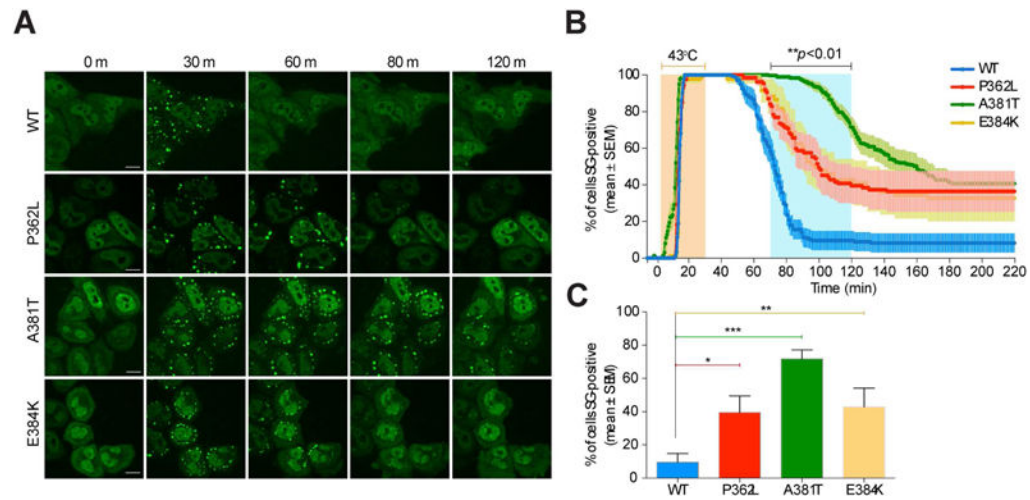 A
0 m 30 m 60 m 80 m 120 m
WT
P362L
A381T
E384K
B
43°C
**p<0.01
WT
P362L
A381T
E384K
% of cells SG-positive
(mean ± SEM)
100
80
60
40
20
0
0 20 40 60 80 100 120 140 160 180 200 220
Time (min)
C
**
***
*
% of cells SG-positive
(mean ± SEM)
100
80
60
40
20
0
WT P362L A381T E384K